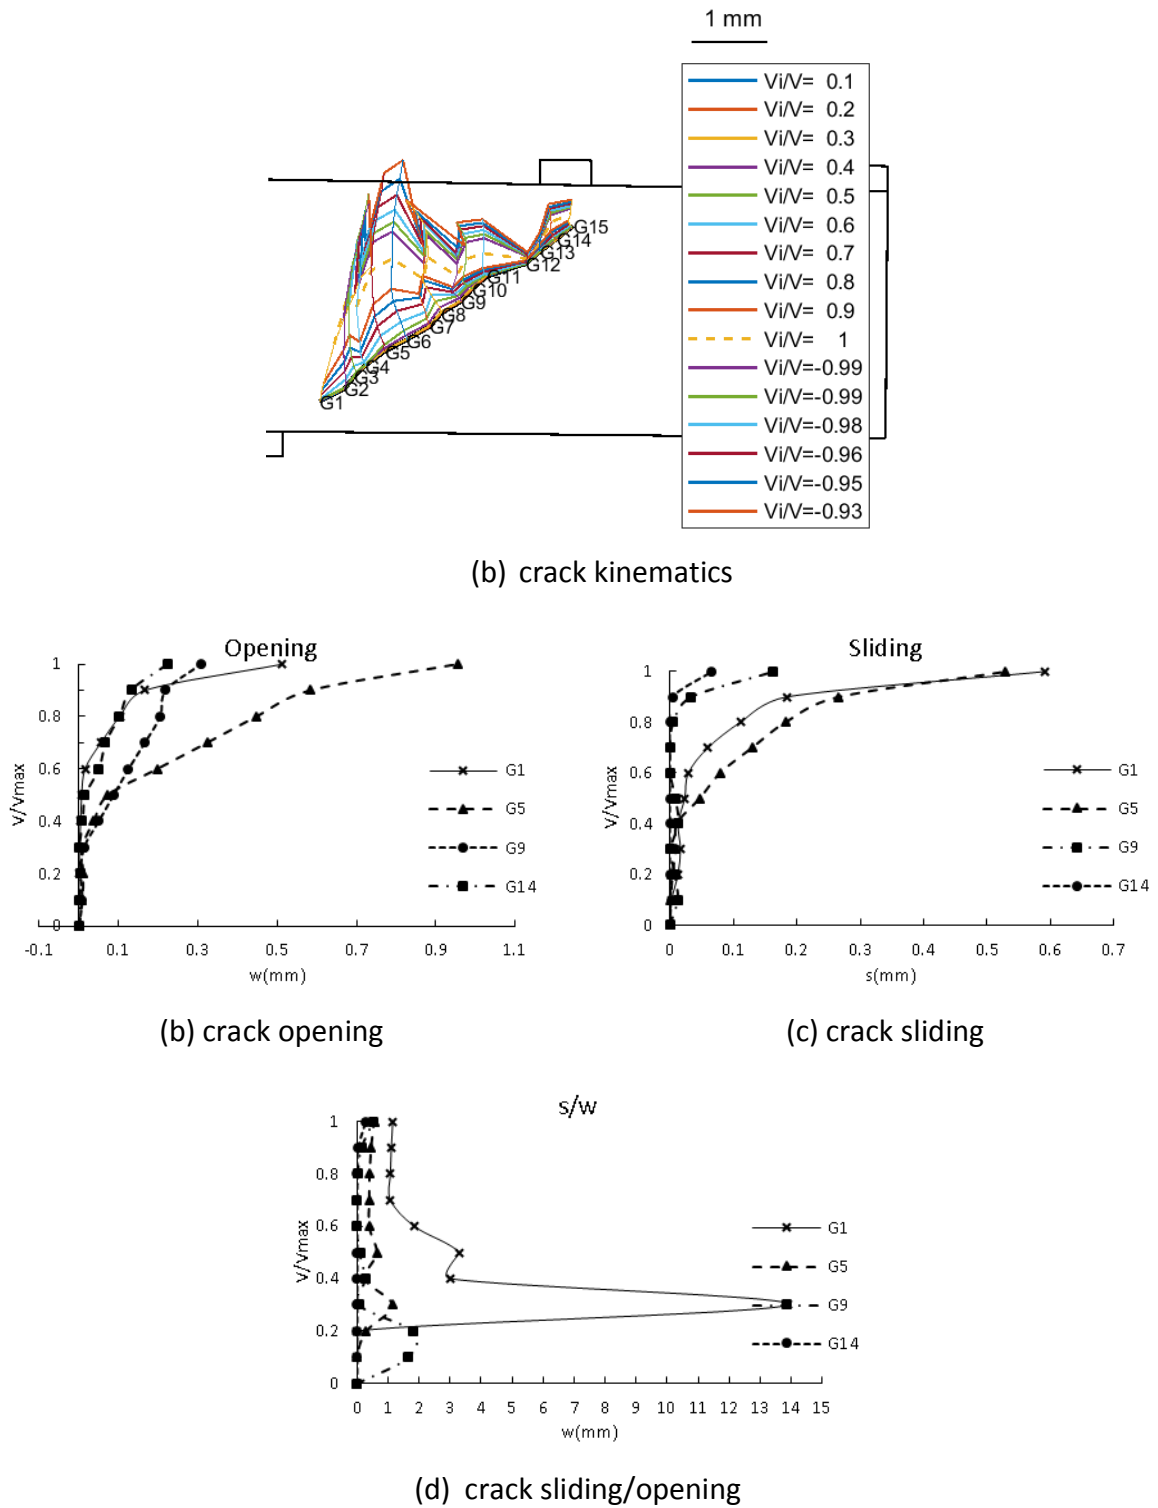 1 mm
Vi/V= 0.1
Vi/V= 0.2
Vi/V= 0.3
Vi/V= 0.4
Vi/V= 0.5
Vi/V= 0.6
Vi/V= 0.7
Vi/V= 0.8
Vi/V= 0.9
Vi/V= 1
Vi/V=-0.99
Vi/V=-0.99
Vi/V=-0.98
Vi/V=-0.96
Vi/V=-0.95
Vi/V=-0.93
G15
G14
G13
G12
G11
G10
G9
G8
G7
G6
G5
G4
G3
G2
G1
(b) crack kinematics
Opening
1
0.8
0.6
0.4
0.2
0
V/Vmax
-0.1 0.1 0.3 0.5 0.7 0.9 1.1
w(mm)
G1
G5
G9
G14
(b) crack opening
Sliding
1
0.8
0.6
0.4
0.2
0
V/Vmax
0 0.1 0.2 0.3 0.4 0.5 0.6 0.7
s(mm)
G1
G5
G9
G14
(c) crack sliding
s/w
1
0.8
0.6
0.4
0.2
0
V/Vmax
0 1 2 3 4 5 6 7 8 9 10 11 12 13 14 15
w(mm)
G1
G5
G9
G14
(d) crack sliding/opening